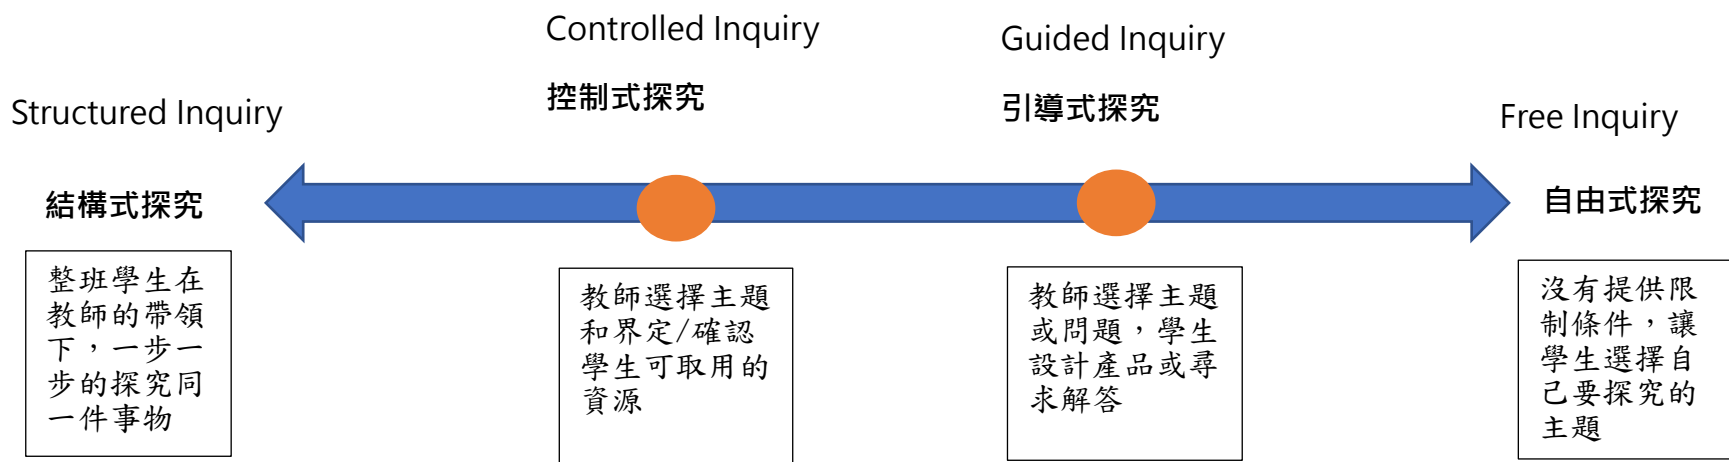 Structured Inquiry
結構式探究
整班學生在
教師的帶領
下，一步一
步的探究同
一件事物
Controlled Inquiry
控制式探究
教師選擇主題
和界定/確認
學生可取用的
資源
Guided Inquiry
引導式探究
教師選擇主題
或問題，學生
設計產品或尋
求解答
Free Inquiry
自由式探究
沒有提供限
制條件，讓
學生選擇自
己要探究的
主題